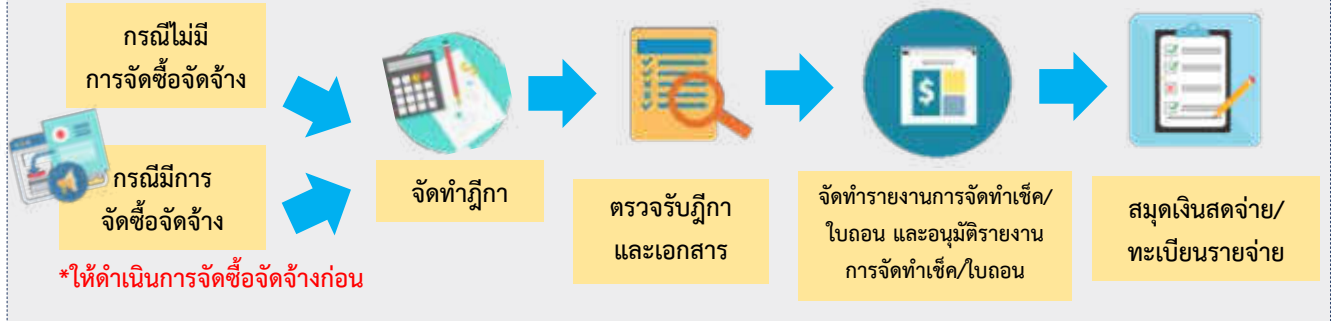 กรณีไม่มี
การจัดซื้อจัดจ้าง
กรณีมีการ
จัดซื้อจัดจ้าง
*ให้ดำเนินการจัดซื้อจัดจ้างก่อน
จัดทำฎีกา
ตรวจรับฎีกา
และเอกสาร
จัดทำรายงานการจัดทำเช็ค/
ใบถอน และอนุมัติรายงาน
การจัดทำเช็ค/ใบถอน
สมุดเงินสดจ่าย/
ทะเบียนรายจ่าย